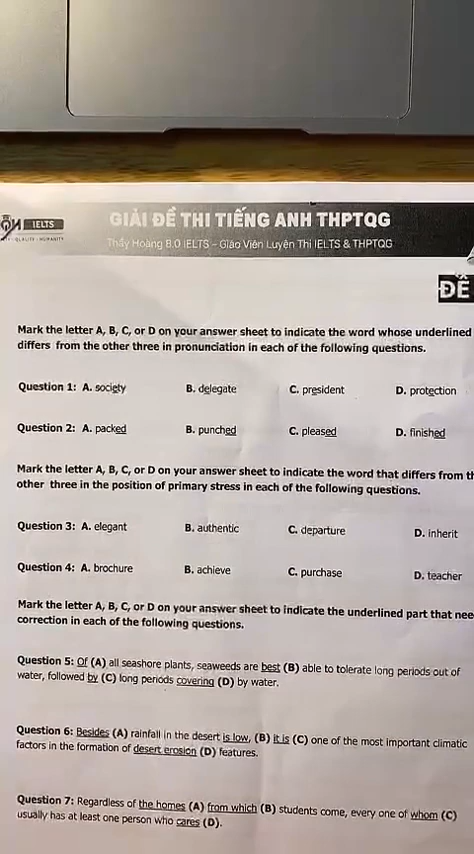 IELTS
GIẢI ĐỀ THI TIẾNG ANH THPTQG
Thầy Hoàng 8.0 IELTS – Giáo Viên Luyện Thi IELTS & THPTQG
ĐỀ
Mark the letter A, B, C, or D on your answer sheet to indicate the word whose underlined
differs from the other three in pronunciation in each of the following questions.
Question 1: A. society B. delegate C. president D. protection
Question 2: A. packed B. punched C. pleased D. finished
Mark the letter A, B, C, or D on your answer sheet to indicate the word that differs from
other three in the position of primary stress in each of the following questions.
Question 3: A. elegant B. authentic C. departure D. inherit
Question 4: A. brochure B. achieve C. purchase D. teacher
Mark the letter A, B, C, or D on your answer sheet to indicate the underlined part that
correction in each of the following questions.
Question 5: Of (A) all seashore plants, seaweeds are best (B) able to tolerate long periods out of
water, followed by (C) long periods covering (D) by water.
Question 6: Besides (A) rainfall in the desert is low, (B) it is (C) one of the most important climatic
factors in the formation of desert erosion (D) features.
Question 7: Regardless of the homes (A) from which (B) students come, every one of whom (C)
usually has at least one person who cares (D).